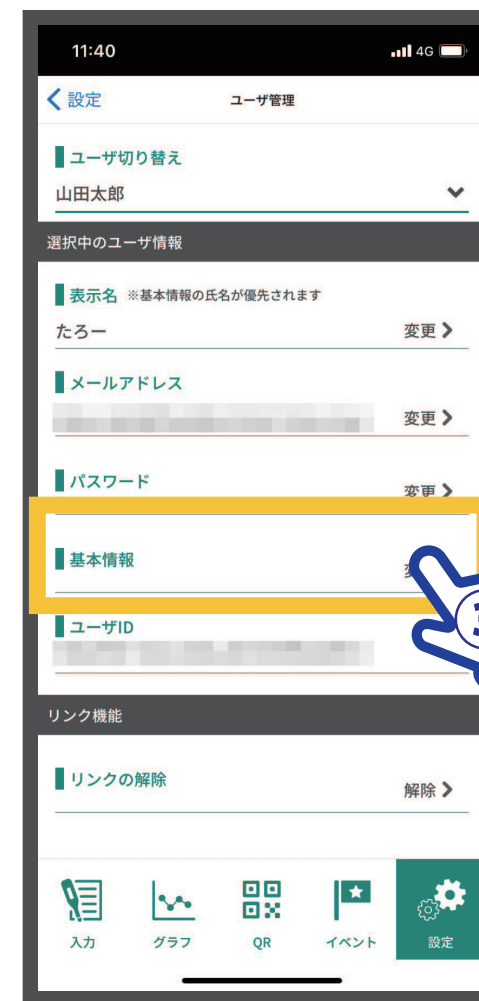 11:40 4G
設定 ユーザ管理
ユーザ切り替え
山田太郎
選択中のユーザ情報
表示名 ※基本情報の氏名が優先されます
たろー 変更
メールアドレス
変更
パスワード
変更
基本情報
ユーザID
リンク機能
リンクの解除
解除
入力 グラフ QR イベント 設定